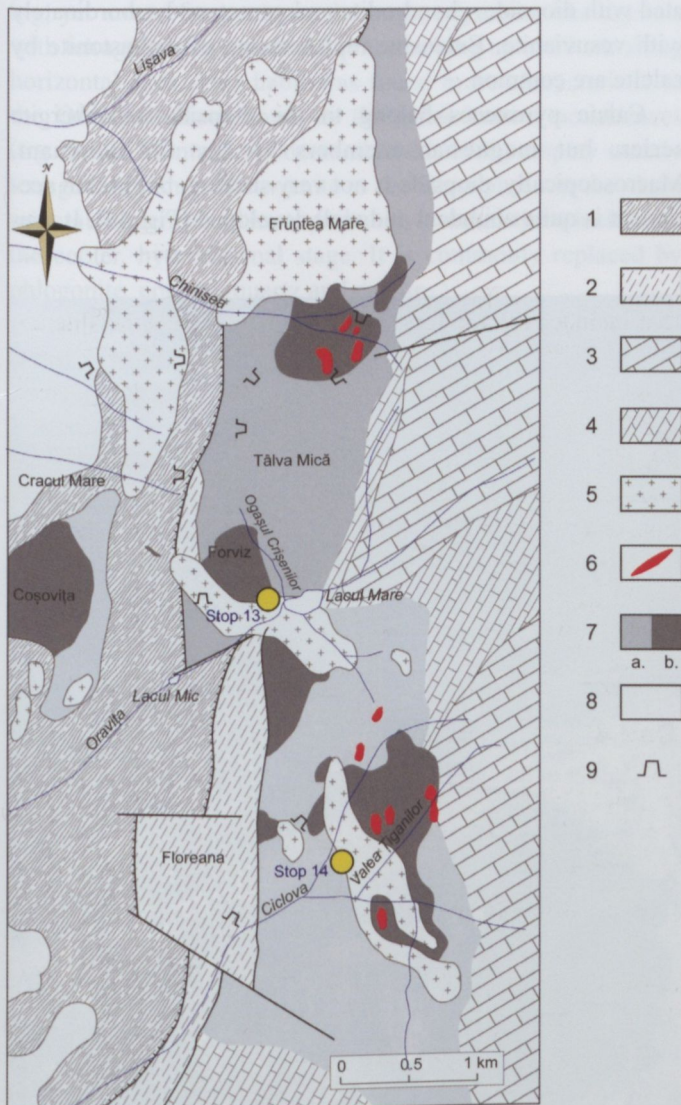 Lişava
Fruntea Mare
Chinisea
Tâlva Mică
Cracul Mare
Ogaşul Crişenilor
Forviz
Coşoviţa
Lacul Mare
Stop 13
Lacul Mic
Oraviţa
Floreana
Valea Ţiganilor
Stop 14
Ciclova
0 0.5 1 km
1
2
3
4
5
6
7
a. b.
8
9